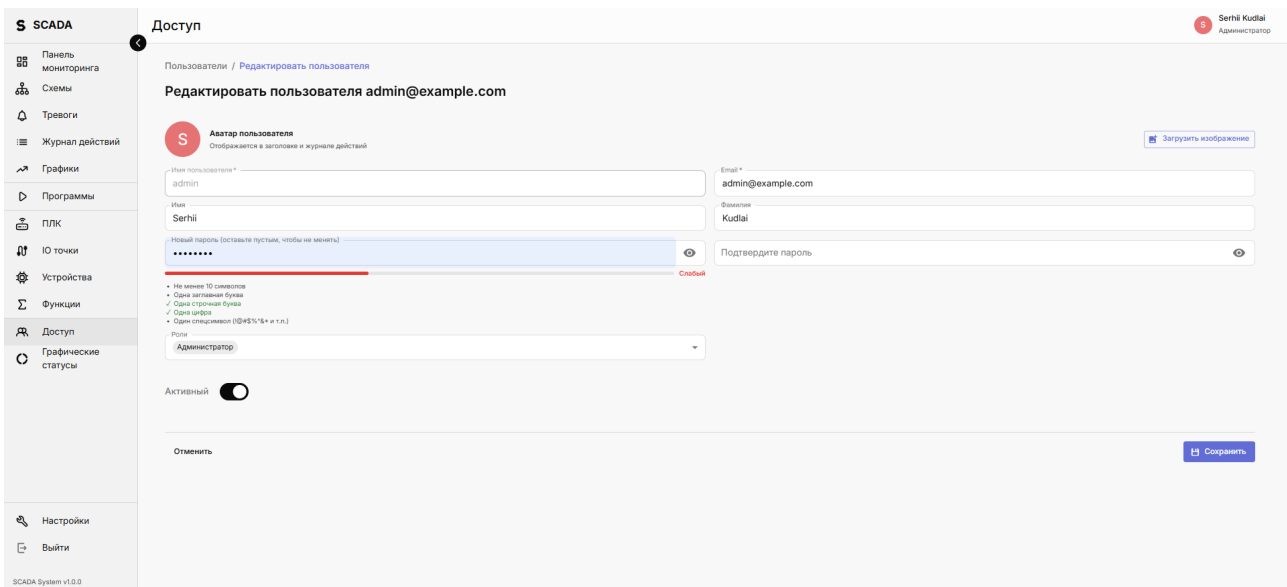 SCADA
Доступ
S
Serhii Kudlai
Администратор
Панель
мониторинга
Схемы
Тревоги
Журнал действий
Графики
Программы
ПЛК
IO точки
Устройства
Функции
Доступ
Графические
статусы
Настройки
Выйти
SCADA System v1.0.0
Пользователи / Редактировать пользователя
Редактировать пользователя admin@example.com
S
Аватар пользователя
Отображается в заголовке и журнале действий
Загрузить изображение
Имя пользователя *
admin
Email *
admin@example.com
Имя
Serhii
Фамилия
Kudlai
Новый пароль (оставьте пустым, чтобы не менять)
••••••••
Подтвердите пароль
Слабый
• Не менее 10 символов
• Одна заглавная буква
✓ Одна строчная буква
✓ Одна цифра
• Один спецсимвол (!@#$%^&* и т.п.)
Роли
Администратор
Активный
Отменить
Сохранить